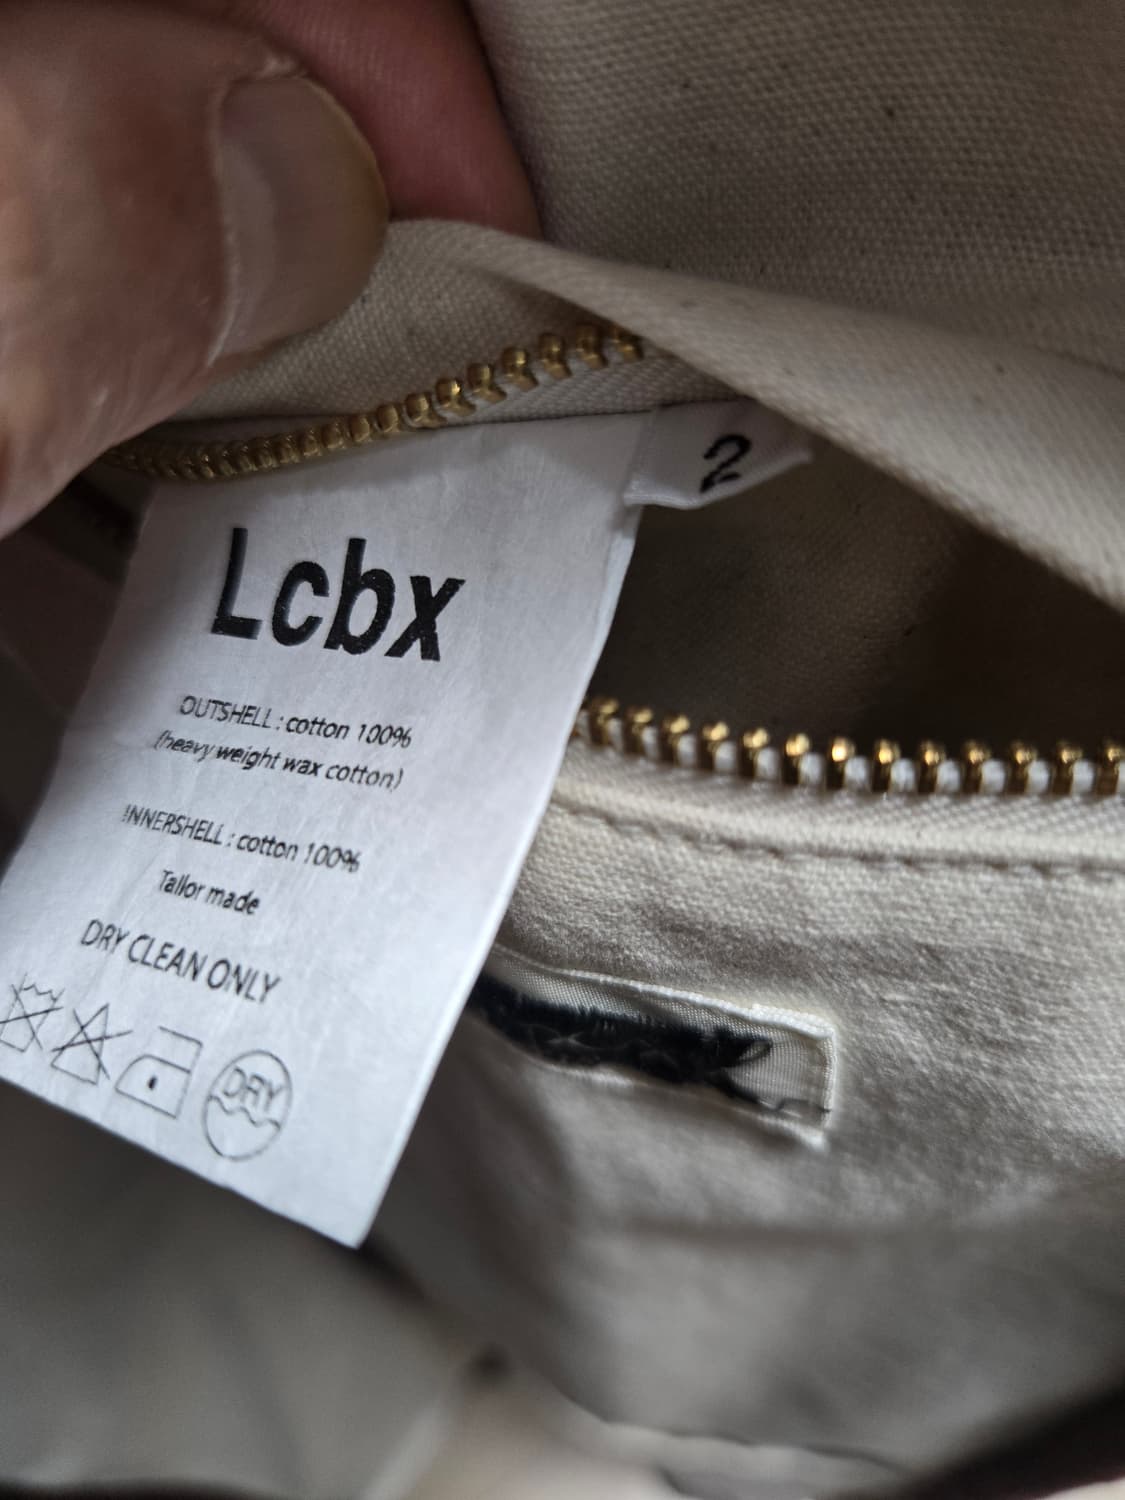 2
Lcbx
OUTSHELL : cotton 100%
(heavy weight wax cotton)
INNERSHELL : cotton 100%
Tailor made
DRY CLEAN ONLY
DRY